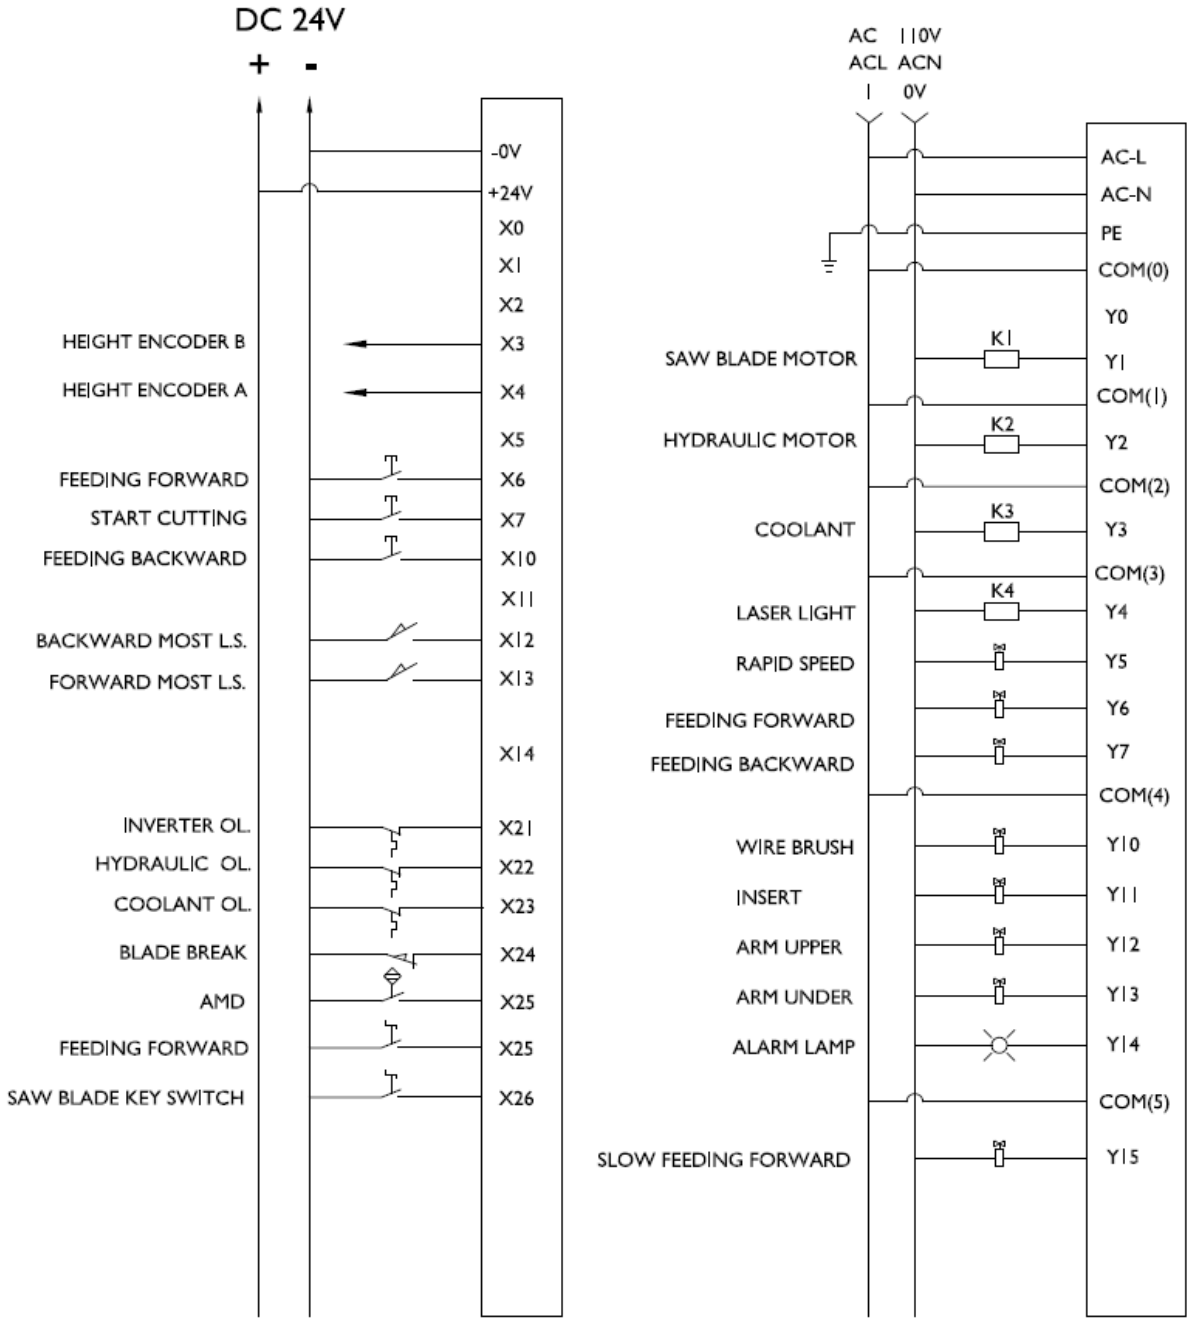 DC 24V
+ -
-0V
+24V
X0
X1
X2
HEIGHT ENCODER B X3
HEIGHT ENCODER A X4
X5
FEEDING FORWARD X6
START CUTTING X7
FEEDING BACKWARD X10
X11
BACKWARD MOST L.S. X12
FORWARD MOST L.S. X13
X14
INVERTER OL. X21
HYDRAULIC OL. X22
COOLANT OL. X23
BLADE BREAK X24
AMD X25
FEEDING FORWARD X25
SAW BLADE KEY SWITCH X26
AC 110V
ACL ACN
1 0V
AC-L
AC-N
PE
COM(0)
Y0
K1
SAW BLADE MOTOR Y1
COM(1)
K2
HYDRAULIC MOTOR Y2
COM(2)
K3
COOLANT Y3
COM(3)
K4
LASER LIGHT Y4
RAPID SPEED Y5
FEEDING FORWARD Y6
FEEDING BACKWARD Y7
COM(4)
WIRE BRUSH Y10
INSERT Y11
ARM UPPER Y12
ARM UNDER Y13
ALARM LAMP Y14
COM(5)
SLOW FEEDING FORWARD Y15